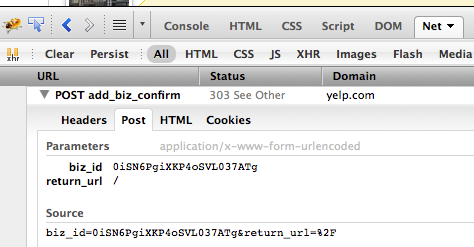 Console HTML CSS Script DOM Net
xhr Clear Persist All HTML CSS JS XHR Images Flash Media
URL Status Domain
POST add_biz_confirm 303 See Other yelp.com
Headers Post HTML Cookies
Parameters application/x-www-form-urlencoded
biz_id 0iSN6PgiXKP4oSVL037ATg
return_url /
Source
biz_id=0iSN6PgiXKP4oSVL037ATg&return_url=%2F